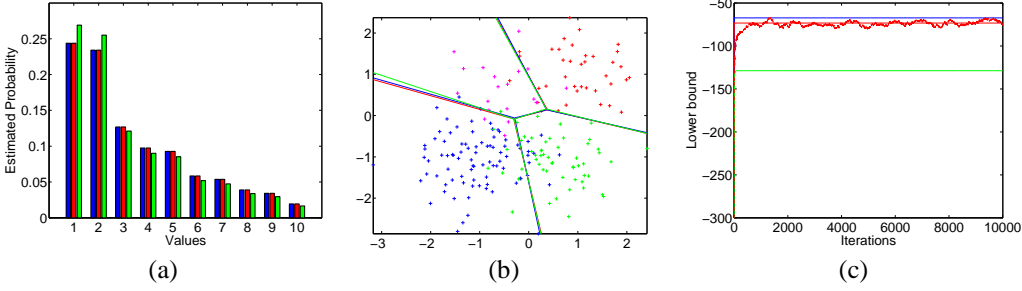 0.25
0.2
0.15
0.1
0.05
0
Estimated Probability
1 2 3 4 5 6 7 8 9 10
Values
(a)
2
1
0
−1
−2
−3 −2 −1 0 1 2
(b)
−50
−100
−150
−200
−250
−300
Lower bound
0 2000 4000 6000 8000 10000
Iterations
(c)